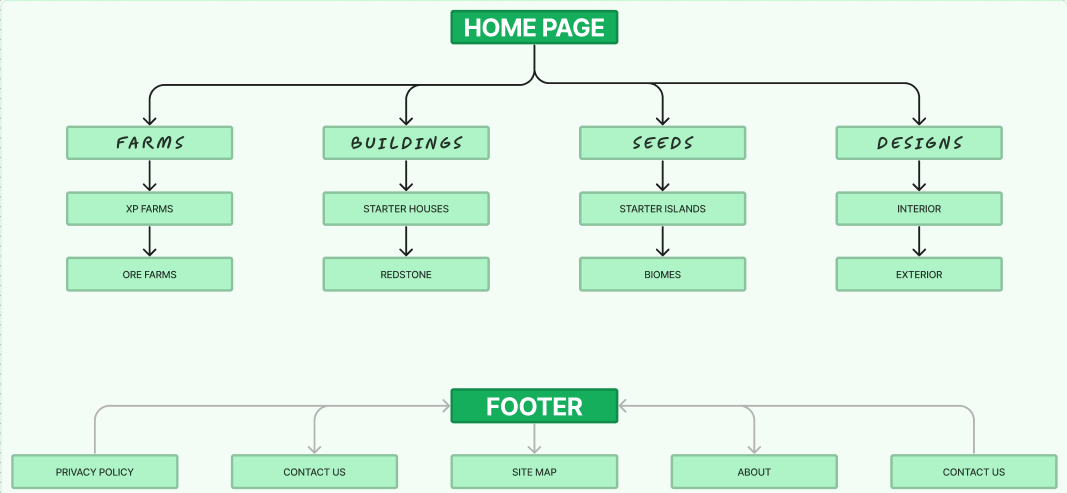 HOME PAGE
FARMS
BUILDINGS
SEEDS
DESIGNS
XP FARMS
STARTER HOUSES
STARTER ISLANDS
INTERIOR
ORE FARMS
REDSTONE
BIOMES
EXTERIOR
FOOTER
PRIVACY POLICY
CONTACT US
SITE MAP
ABOUT
CONTACT US